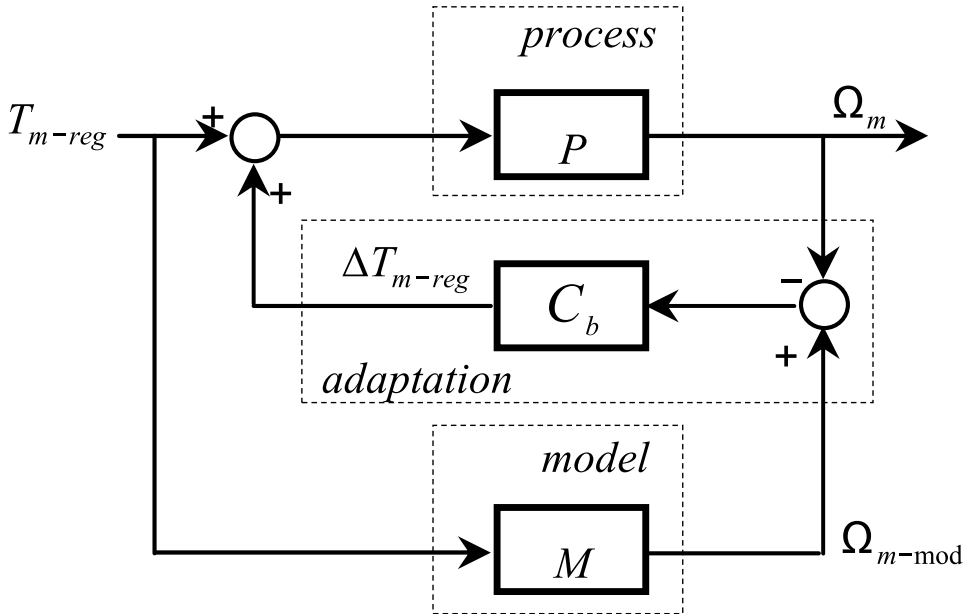 process
T_{m-reg}
+
P
Ω_m
+
ΔT_{m-reg}
C_b
−
+
adaptation
model
M
Ω_{m-mod}